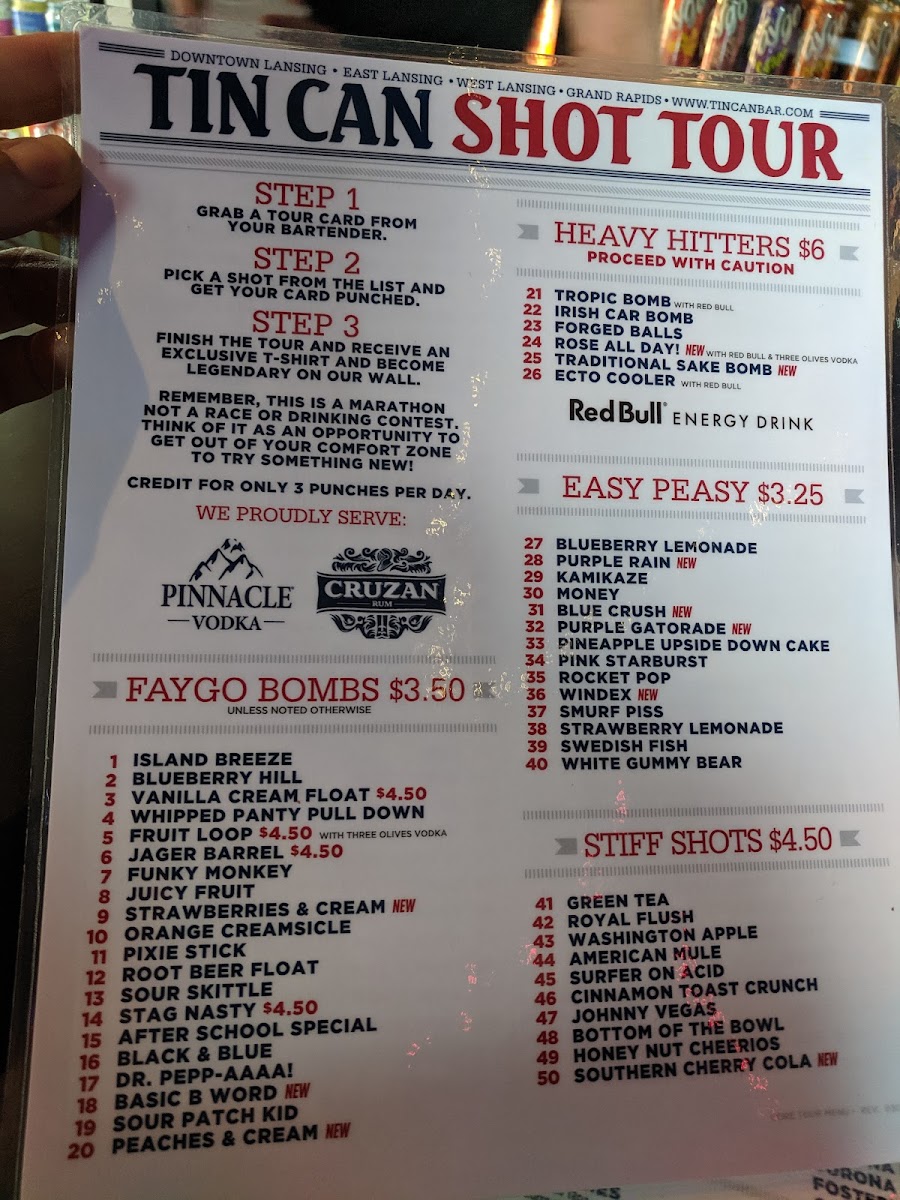 DOWNTOWN LANSING • EAST LANSING • WEST LANSING • GRAND RAPIDS • WWW.TINCANBAR.COM
TIN CAN SHOT TOUR
STEP 1
GRAB A TOUR CARD FROM
YOUR BARTENDER.
STEP 2
PICK A SHOT FROM THE LIST AND
GET YOUR CARD PUNCHED.
STEP 3
FINISH THE TOUR AND RECEIVE AN
EXCLUSIVE T-SHIRT AND BECOME
LEGENDARY ON OUR WALL.
REMEMBER, THIS IS A MARATHON
NOT A RACE OR DRINKING CONTEST.
THINK OF IT AS AN OPPORTUNITY TO
GET OUT OF YOUR COMFORT ZONE
TO TRY SOMETHING NEW!
CREDIT FOR ONLY 3 PUNCHES PER DAY.
WE PROUDLY SERVE:
PINNACLE
VODKA
CRUZAN
RUM
FAYGO BOMBS $3.50
UNLESS NOTED OTHERWISE
1 ISLAND BREEZE
2 BLUEBERRY HILL
3 VANILLA CREAM FLOAT $4.50
4 WHIPPED PANTY PULL DOWN
5 FRUIT LOOP $4.50 WITH THREE OLIVES VODKA
6 JAGER BARREL $4.50
7 FUNKY MONKEY
8 JUICY FRUIT
9 STRAWBERRIES & CREAM NEW
10 ORANGE CREAMSICLE
11 PIXIE STICK
12 ROOT BEER FLOAT
13 SOUR SKITTLE
14 STAG NASTY $4.50
15 AFTER SCHOOL SPECIAL
16 BLACK & BLUE
17 DR. PEPP-AAAA!
18 BASIC B WORD NEW
19 SOUR PATCH KID
20 PEACHES & CREAM NEW
HEAVY HITTERS $6
PROCEED WITH CAUTION
21 TROPIC BOMB WITH RED BULL
22 IRISH CAR BOMB
23 FORGED BALLS
24 ROSE ALL DAY! NEW WITH RED BULL & THREE OLIVES VODKA
25 TRADITIONAL SAKE BOMB NEW
26 ECTO COOLER WITH RED BULL
Red Bull® ENERGY DRINK
EASY PEASY $3.25
27 BLUEBERRY LEMONADE
28 PURPLE RAIN NEW
29 KAMIKAZE
30 MONEY
31 BLUE CRUSH NEW
32 PURPLE GATORADE NEW
33 PINEAPPLE UPSIDE DOWN CAKE
34 PINK STARBURST
35 ROCKET POP
36 WINDEX NEW
37 SMURF PISS
38 STRAWBERRY LEMONADE
39 SWEDISH FISH
40 WHITE GUMMY BEAR
STIFF SHOTS $4.50
41 GREEN TEA
42 ROYAL FLUSH
43 WASHINGTON APPLE
44 AMERICAN MULE
45 SURFER ON ACID
46 CINNAMON TOAST CRUNCH
47 JOHNNY VEGAS
48 BOTTOM OF THE BOWL
49 HONEY NUT CHEERIOS
50 SOUTHERN CHERRY COLA NEW
TOUR MENU • REV.